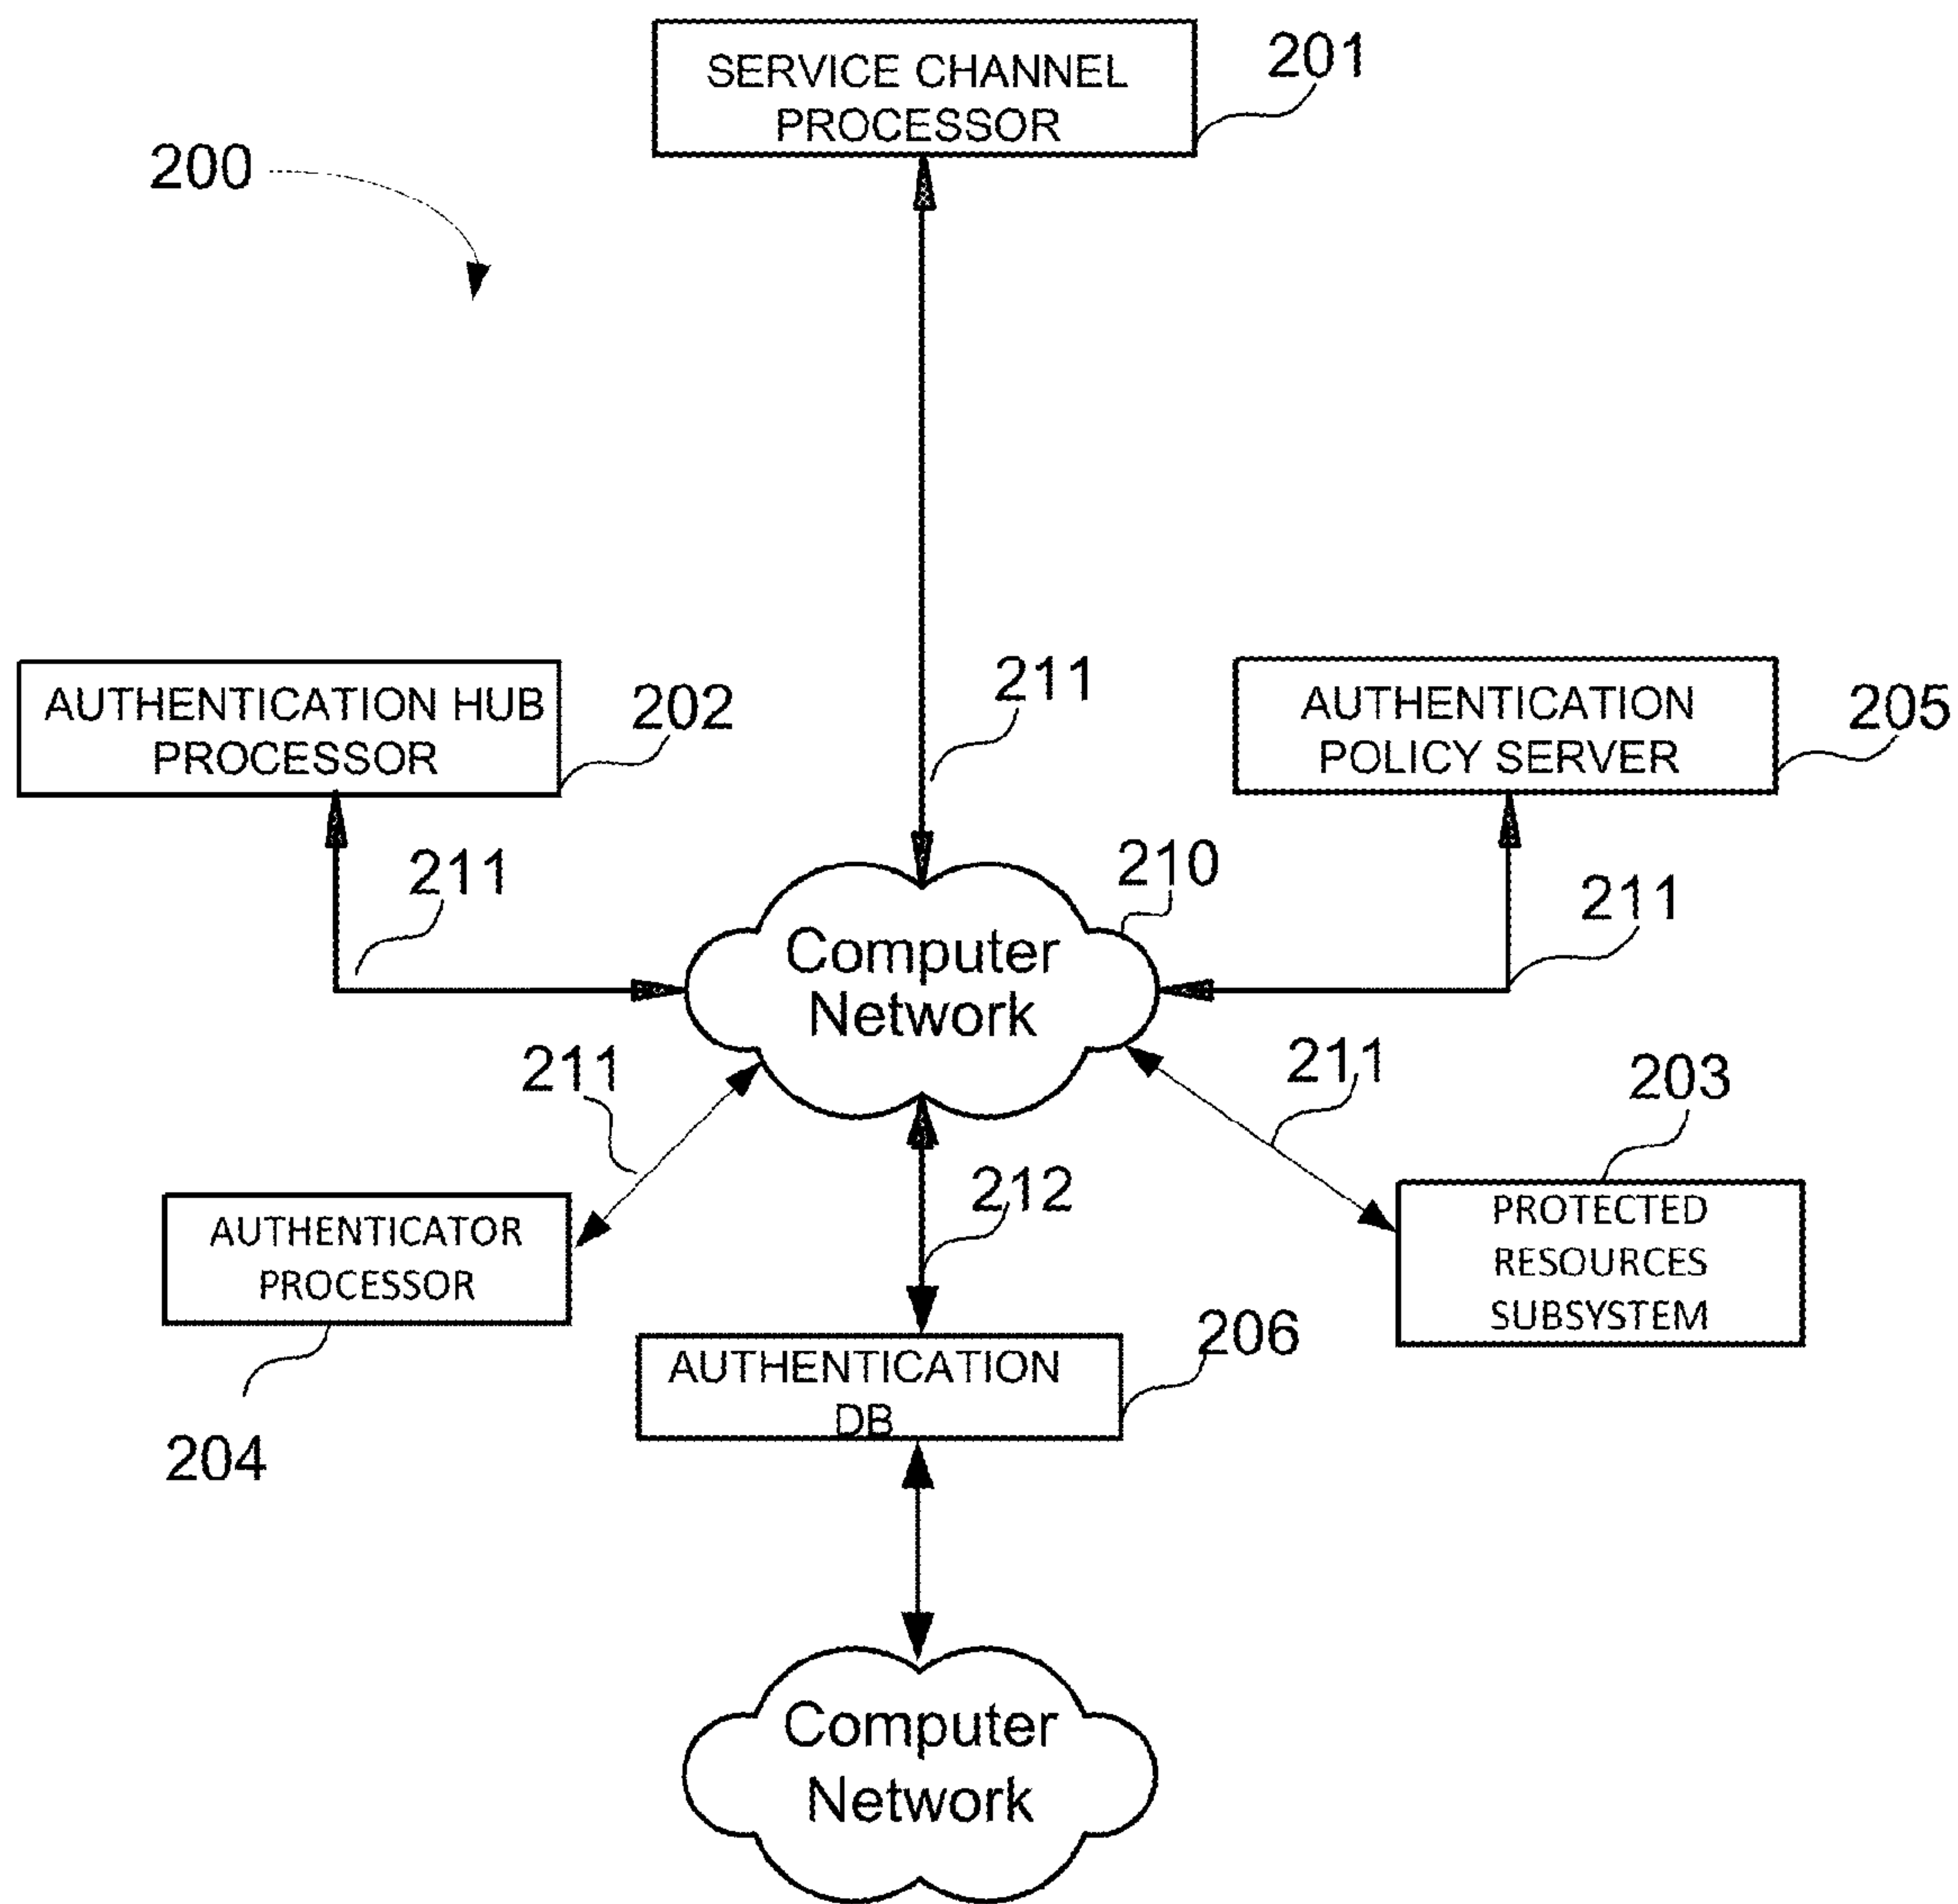 SERVICE CHANNEL
PROCESSOR
201
200
AUTHENTICATION HUB
PROCESSOR
202
211
AUTHENTICATION
POLICY SERVER
205
211
210
211
Computer
Network
211
211
203
AUTHENTICATOR
PROCESSOR
212
PROTECTED
RESOURCES
SUBSYSTEM
204
AUTHENTICATION
DB
206
Computer
Network